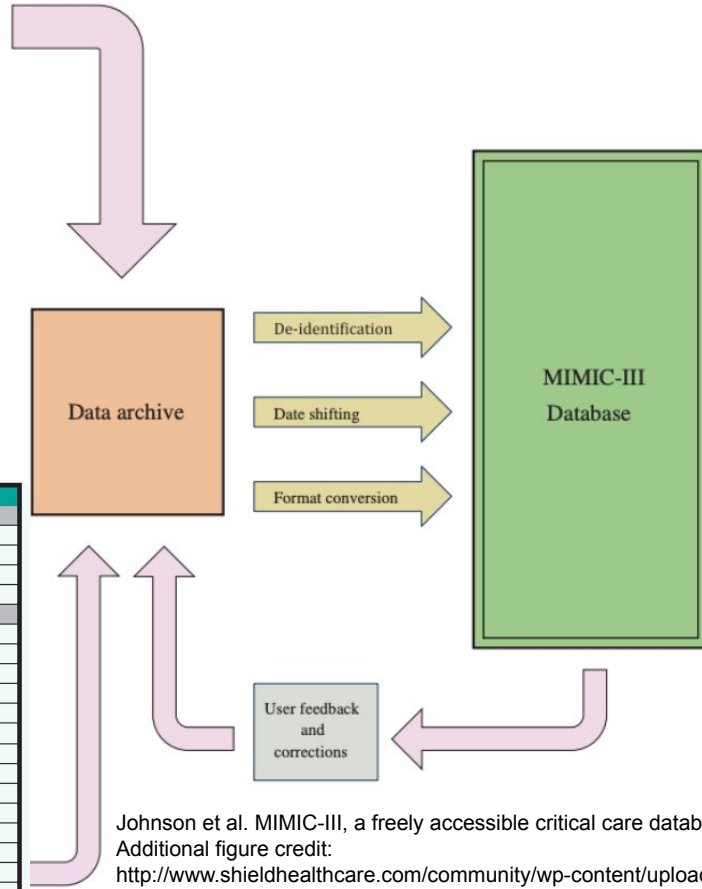 De-identification
Data archive
Date shifting
Format conversion
MIMIC-III
Database
User feedback
and
corrections
Johnson et al. MIMIC-III, a freely accessible critical care datab
Additional figure credit:
http://www.shieldhealthcare.com/community/wp-content/uploa